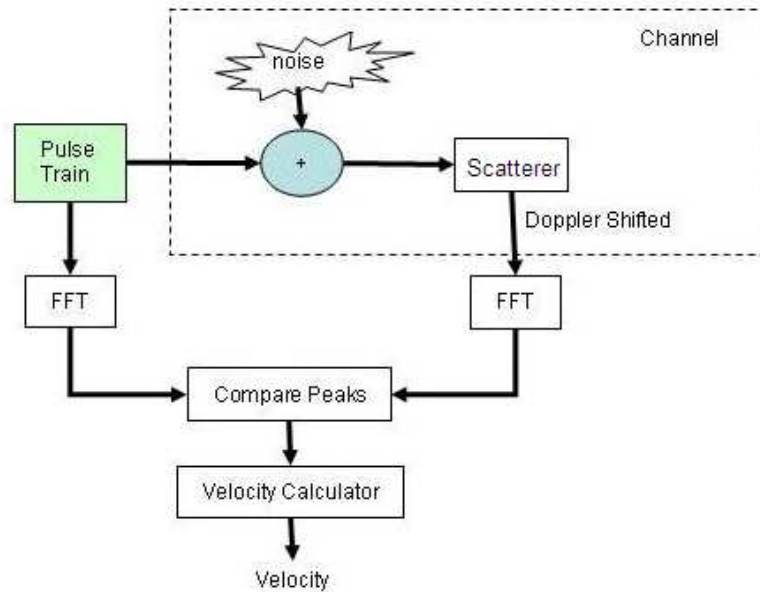 Channel
noise
Pulse
Train
+
Scatterer
Doppler Shifted
FFT
FFT
Compare Peaks
Velocity Calculator
Velocity